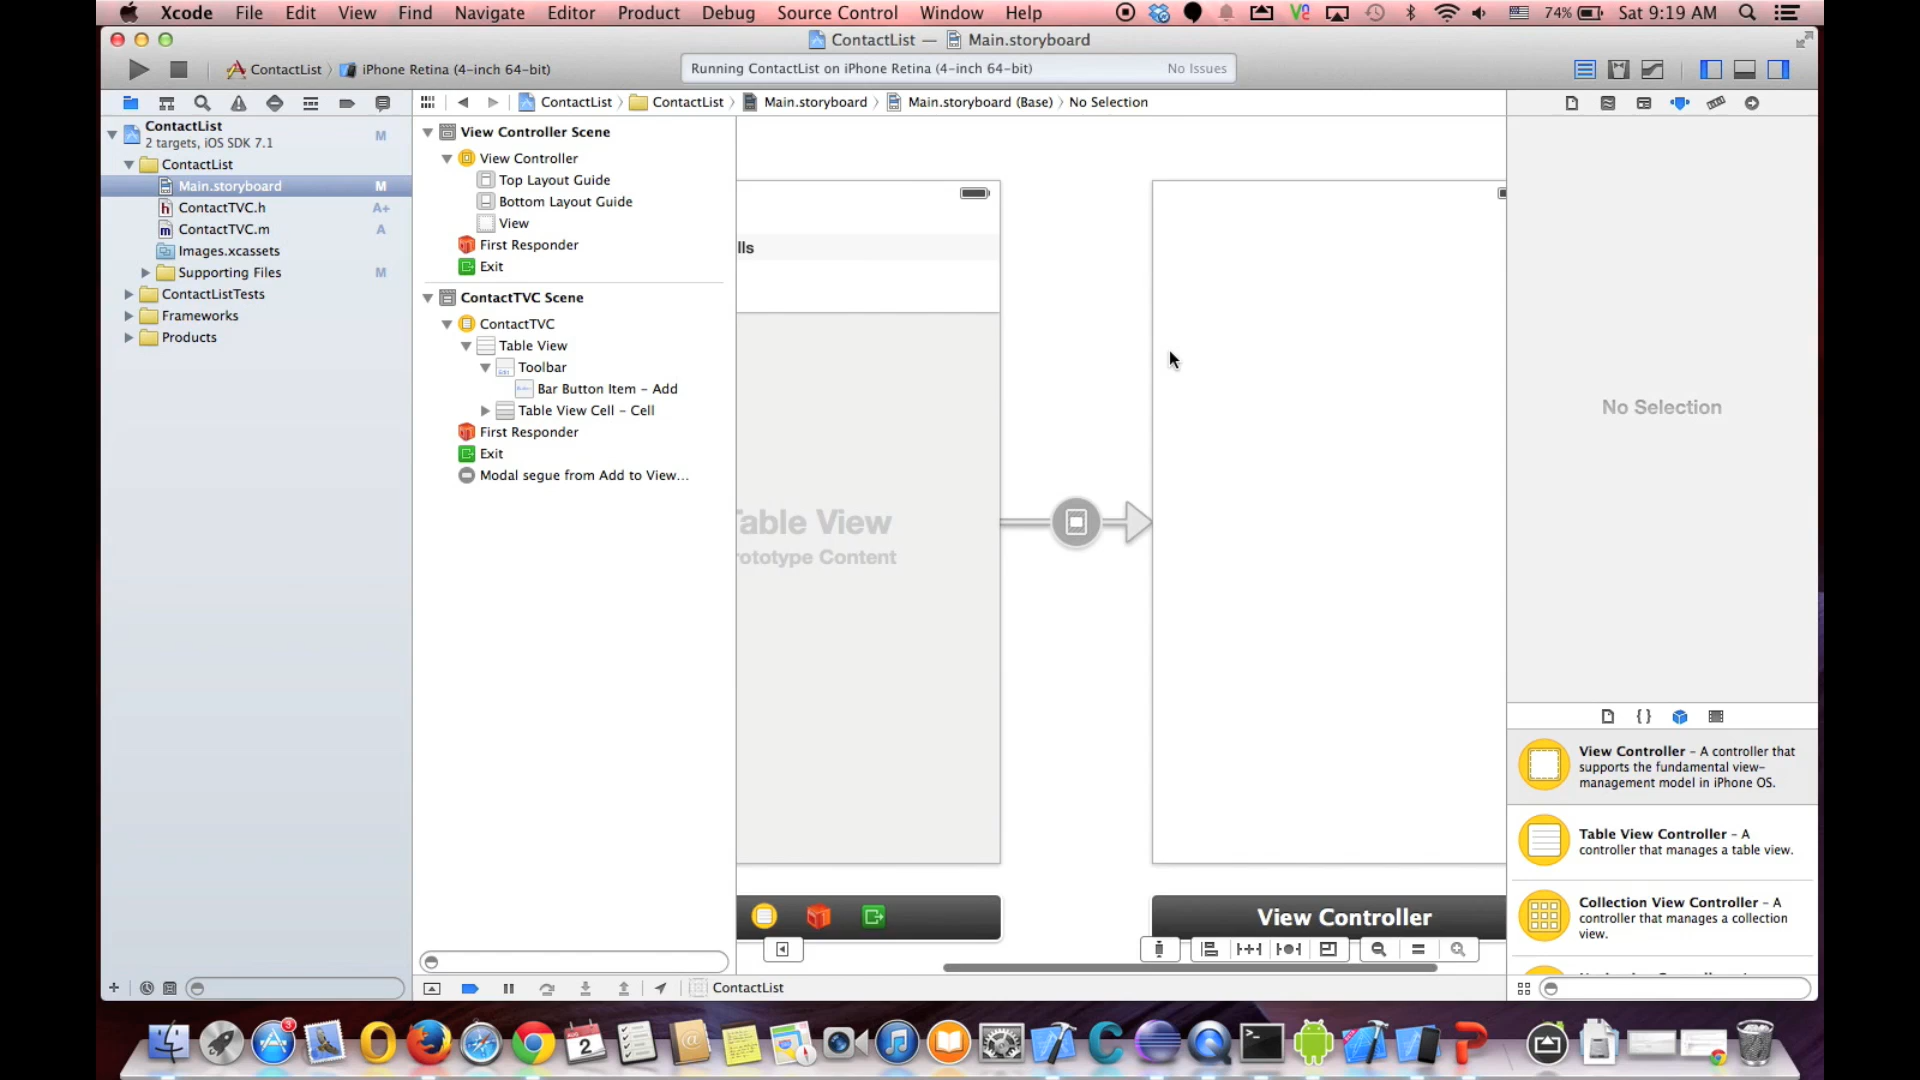 Xcode File Edit View Find Navigate Editor Product Debug Source Control Window Help 74% Sat 9:19 AM
ContactList — Main.storyboard
ContactList iPhone Retina (4-inch 64-bit)
Running ContactList on iPhone Retina (4-inch 64-bit) No Issues
ContactList ContactList Main.storyboard Main.storyboard (Base) No Selection
ContactList M
2 targets, iOS SDK 7.1
ContactList
Main.storyboard M
ContactTVC.h A+
ContactTVC.m A
Images.xcassets
Supporting Files M
ContactListTests
Frameworks
Products
View Controller Scene
View Controller
Top Layout Guide
Bottom Layout Guide
View
First Responder
Exit
ContactTVC Scene
ContactTVC
Table View
Toolbar
Bar Button Item – Add
Table View Cell – Cell
First Responder
Exit
Modal segue from Add to View...
lls
Table View
ototype Content
View Controller
No Selection
{ }
View Controller – A controller that
supports the fundamental view-
management model in iPhone OS.
Table View Controller – A
controller that manages a table view.
Collection View Controller – A
controller that manages a collection
view.
ContactList
3
2